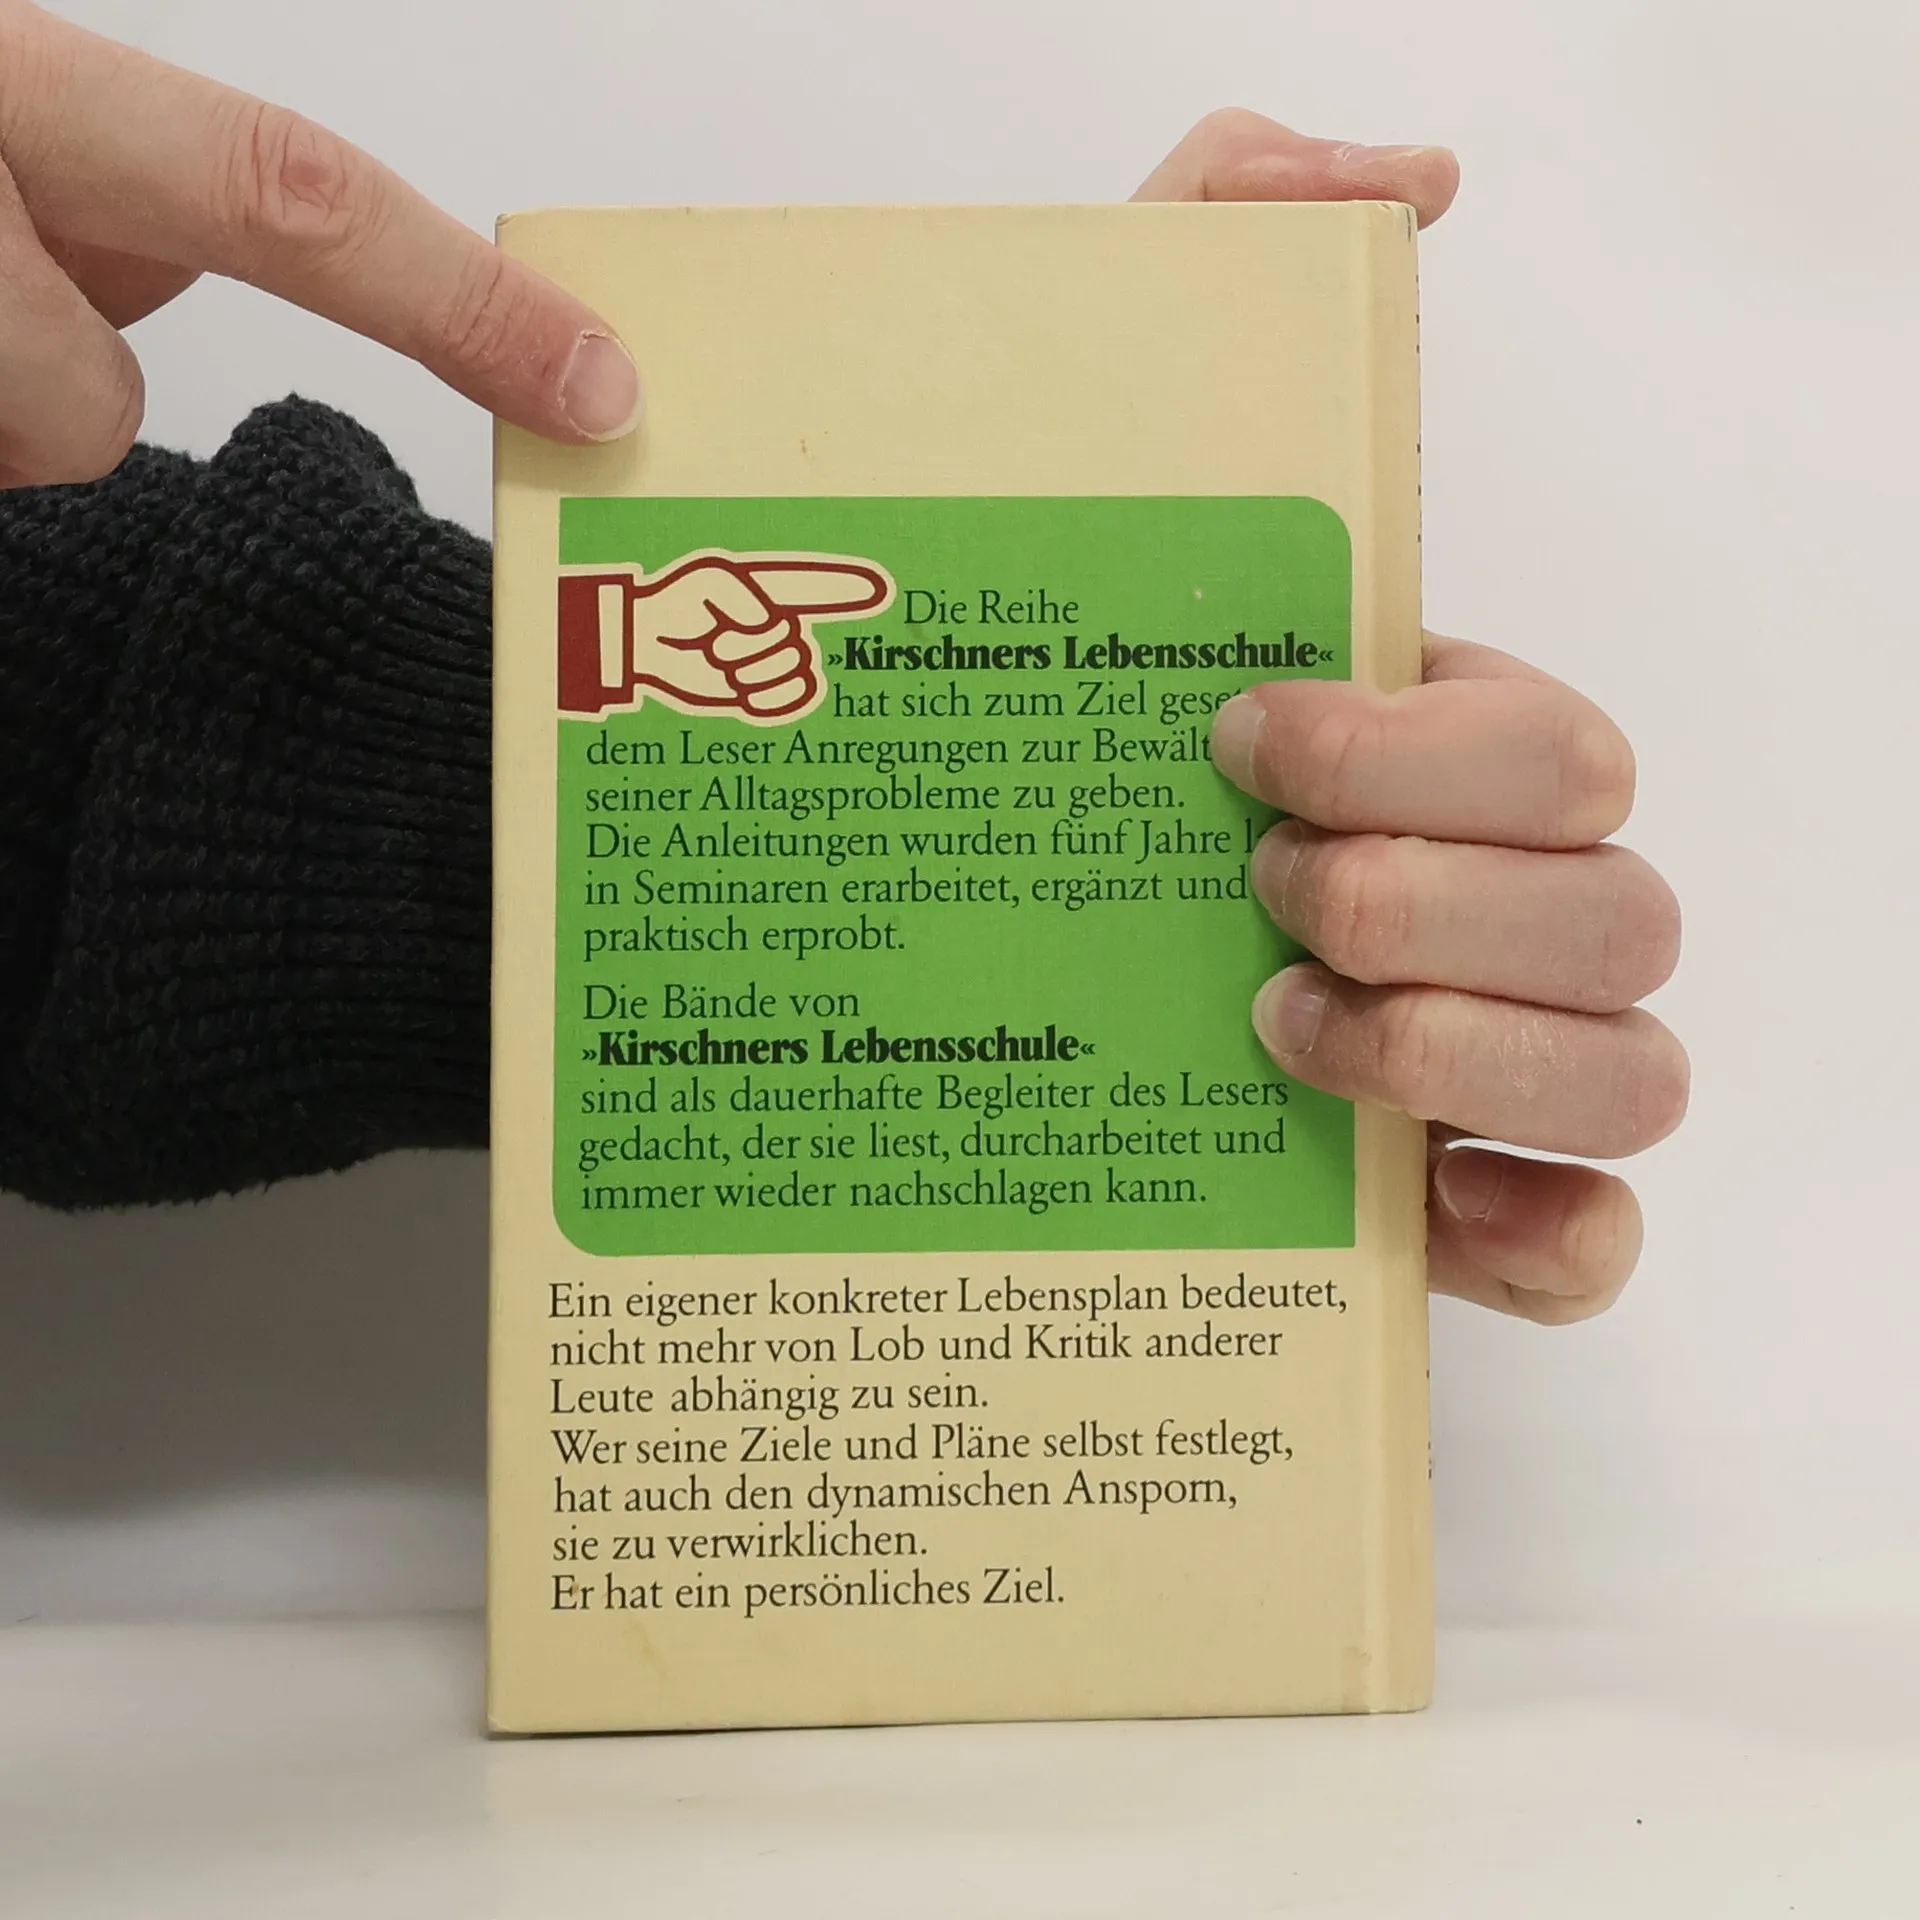 Die Reihe
»Kirschners Lebensschule«
hat sich zum Ziel
dem Leser Anregungen zur
seiner Alltagsprobleme zu geben.
Die Anleitungen wurden fünf Jahre
in Seminaren erarbeitet, ergänzt und
praktisch erprobt.
Die Bände von
»Kirschners Lebensschule«
sind als dauerhafte Begleiter des Lesers
gedacht, der sie liest, durcharbeitet und
immer wieder nachschlagen kann.
Ein eigener konkreter Lebensplan bedeutet,
nicht mehr von Lob und Kritik anderer
Leute abhängig zu sein.
Wer seine Ziele und Pläne selbst festlegt,
hat auch den dynamischen Ansporn,
sie zu verwirklichen.
Er hat ein persönliches Ziel.